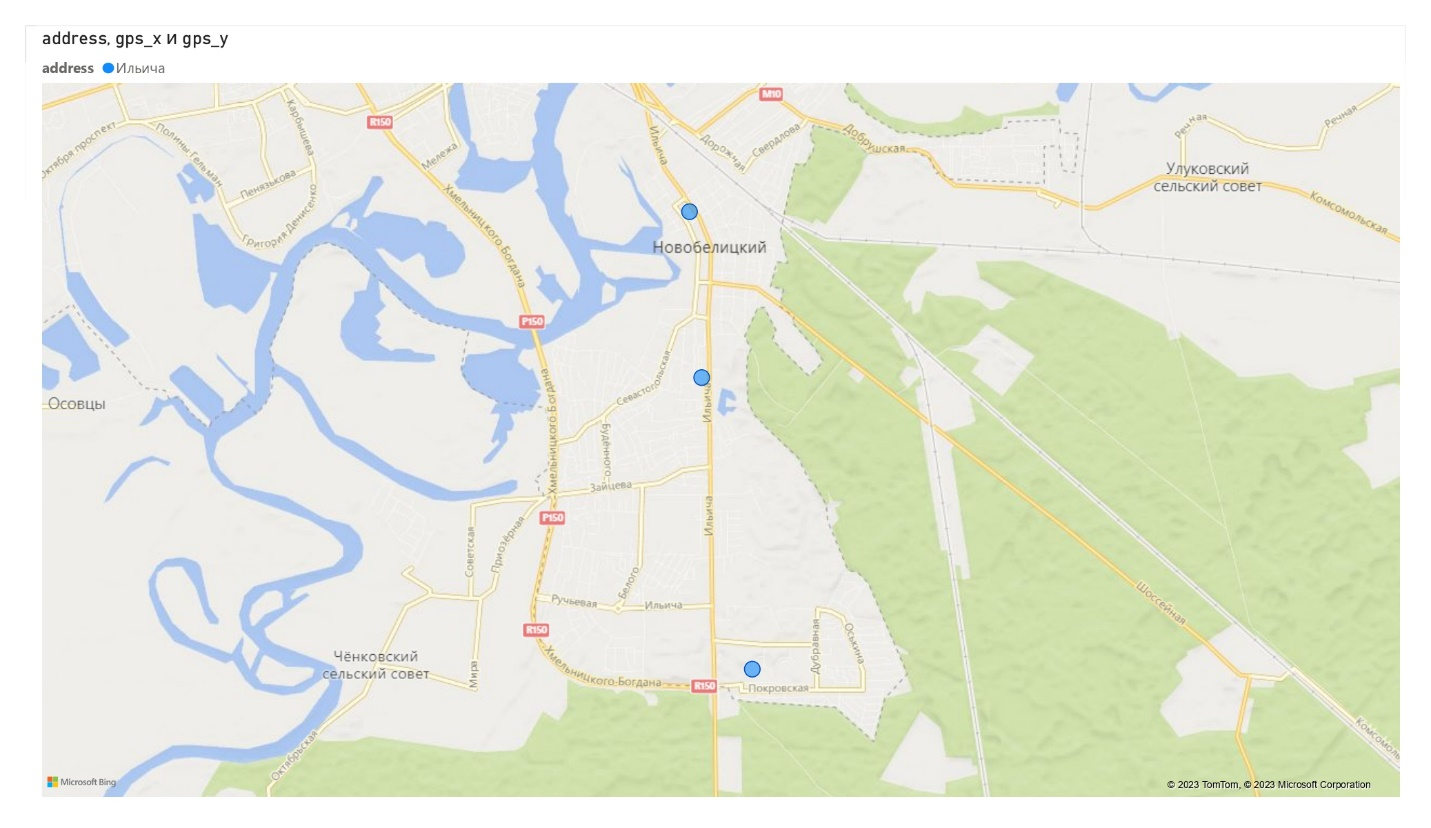 address, gps_x и gps_y
address Ильича
M10
R150
Карбышева
Октября проспект
Полины Гельман
Ильича
Дорожная
Свердлова
Добрушская
Речная
Речная
Мележа
Пенязькова
Григория Денисенко
Хмельницкого Богдана
Улуковский
сельский совет
Комсомольская
Новобелицкий
P150
Осовцы
Севастопольская
Хмельницкого Богдана
Ильича
Будённого
Зайцева
P150
Ильича
Советская
Приозёрная
Белого
Ручьевая
Ильича
Шоссейная
R150
Дубравная
Оськина
Чёнковский
сельский совет
Мира
Хмельницкого Богдана
R150
Покровская
Октябрьская
Microsoft Bing
© 2023 TomTom, © 2023 Microsoft Corporation